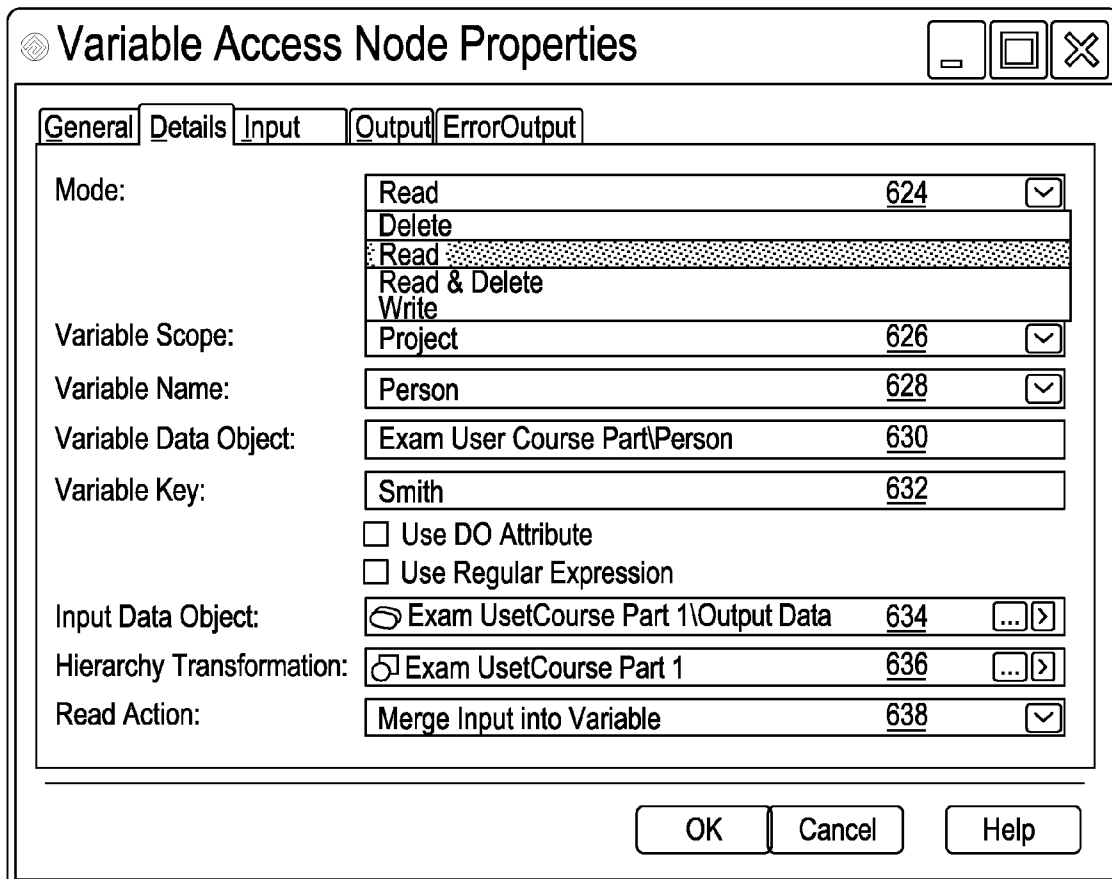 Variable Access Node Properties
General Details Input Output ErrorOutput
Mode: Read 624
Delete
Read
Read & Delete
Write
Variable Scope: Project 626
Variable Name: Person 628
Variable Data Object: Exam User Course Part\Person 630
Variable Key: Smith 632
Use DO Attribute
Use Regular Expression
Input Data Object: Exam UsetCourse Part 1\Output Data 634 ...
Hierarchy Transformation: Exam UsetCourse Part 1 636 ...
Read Action: Merge Input into Variable 638
OK Cancel Help